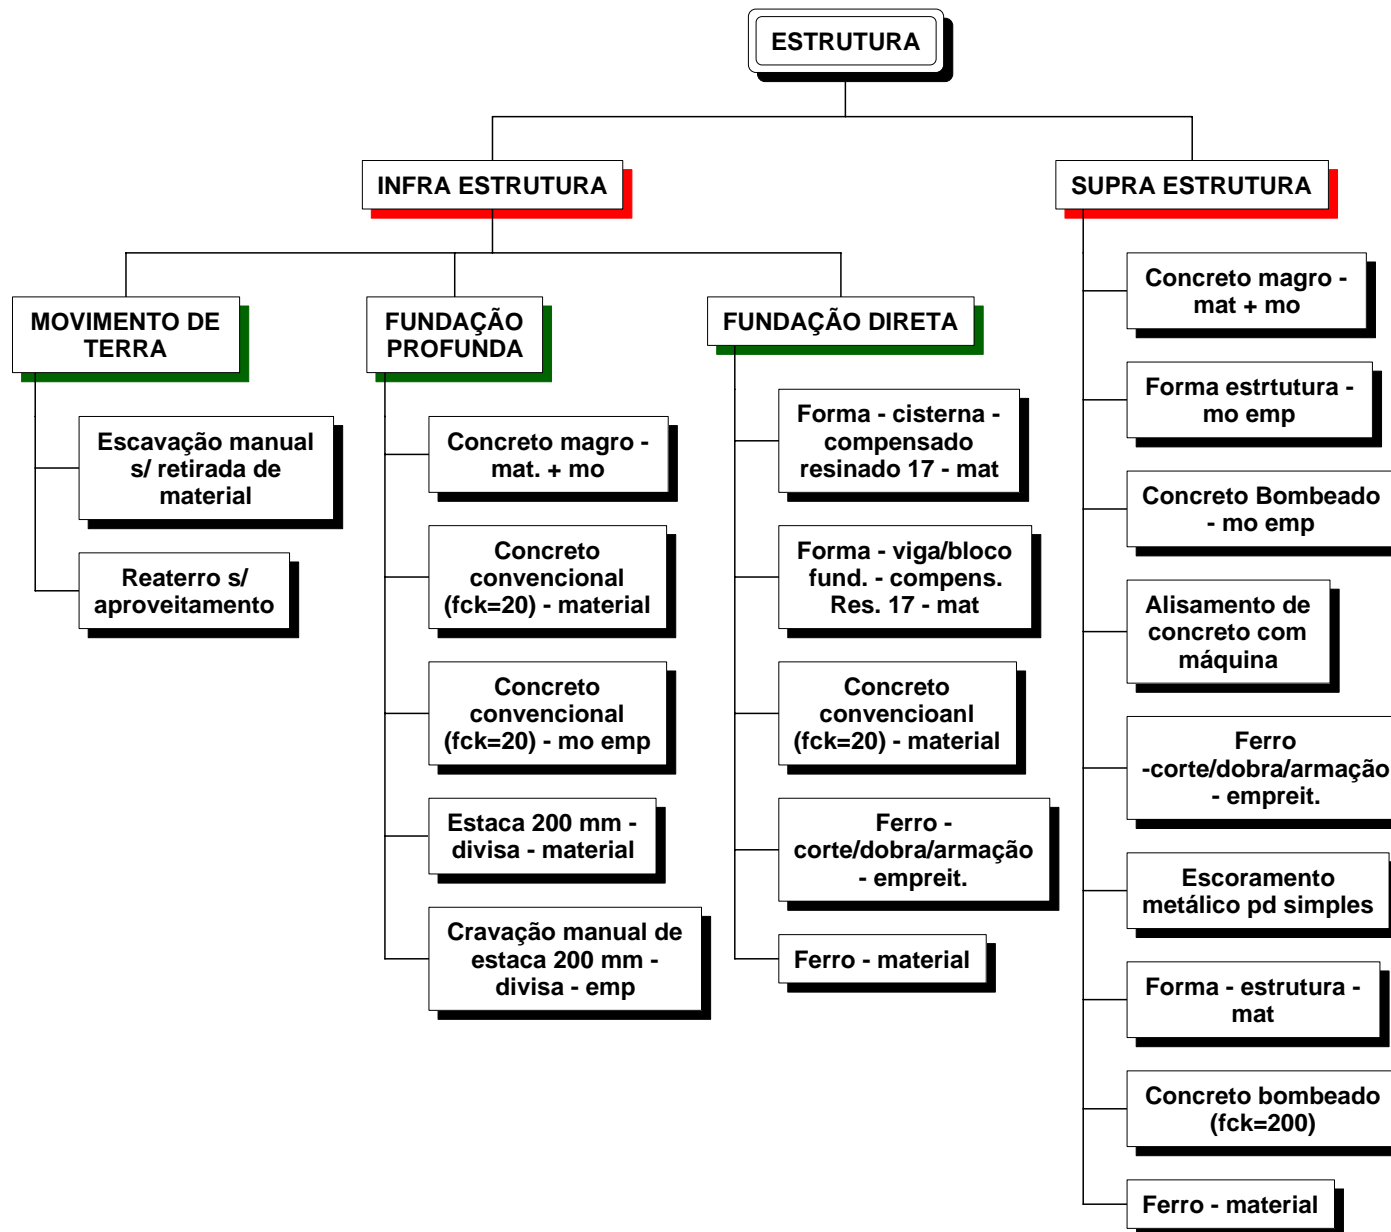 ESTRUTURA
INFRA ESTRUTURA
SUPRA ESTRUTURA
MOVIMENTO DE
TERRA
Escavação manual
s/ retirada de
material
Reaterro s/
aproveitamento
FUNDAÇÃO
PROFUNDA
Concreto magro -
mat. + mo
Concreto
convencional
(fck=20) - material
Concreto
convencional
(fck=20) - mo emp
Estaca 200 mm -
divisa - material
Cravação manual de
estaca 200 mm -
divisa - emp
FUNDAÇÃO DIRETA
Forma - cisterna -
compensado
resinado 17 - mat
Forma - viga/bloco
fund. - compens.
Res. 17 - mat
Concreto
convencioanl
(fck=20) - material
Ferro -
corte/dobra/armação
- empreit.
Ferro - material
Concreto magro -
mat + mo
Forma estrtutura -
mo emp
Concreto Bombeado
- mo emp
Alisamento de
concreto com
máquina
Ferro
-corte/dobra/armação
- empreit.
Escoramento
metálico pd simples
Forma - estrutura -
mat
Concreto bombeado
(fck=200)
Ferro - material